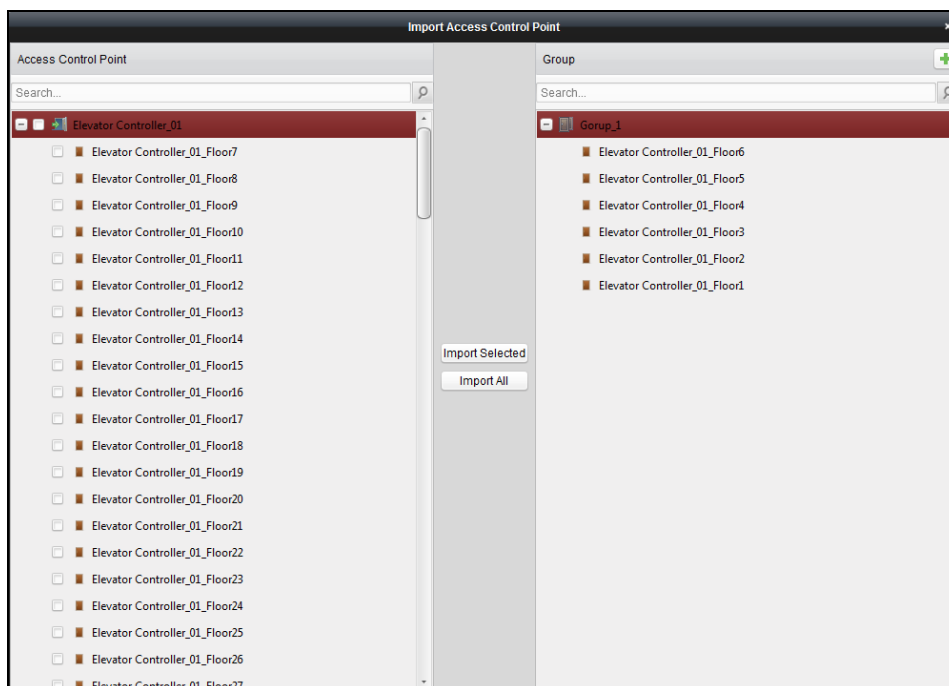 Import Access Control Point
Access Control Point
Search...
Elevator Controller_01
Elevator Controller_01_Floor7
Elevator Controller_01_Floor8
Elevator Controller_01_Floor9
Elevator Controller_01_Floor10
Elevator Controller_01_Floor11
Elevator Controller_01_Floor12
Elevator Controller_01_Floor13
Elevator Controller_01_Floor14
Elevator Controller_01_Floor15
Elevator Controller_01_Floor16
Elevator Controller_01_Floor17
Elevator Controller_01_Floor18
Elevator Controller_01_Floor19
Elevator Controller_01_Floor20
Elevator Controller_01_Floor21
Elevator Controller_01_Floor22
Elevator Controller_01_Floor23
Elevator Controller_01_Floor24
Elevator Controller_01_Floor25
Elevator Controller_01_Floor26
Elevator Controller_01_Floor27
Import Selected
Import All
Group
Search...
Gorup_1
Elevator Controller_01_Floor6
Elevator Controller_01_Floor5
Elevator Controller_01_Floor4
Elevator Controller_01_Floor3
Elevator Controller_01_Floor2
Elevator Controller_01_Floor1